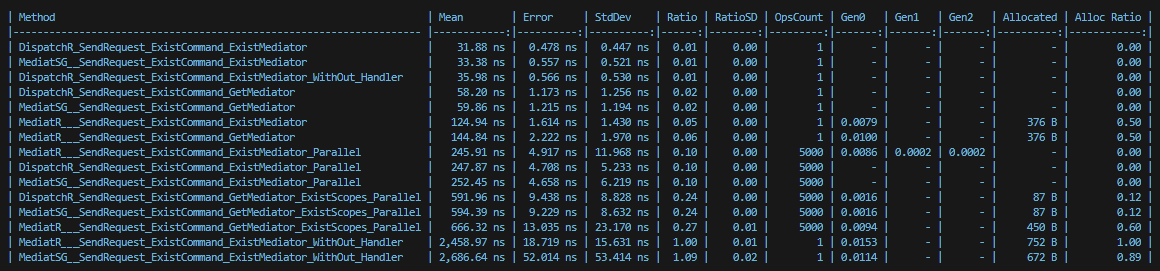 | Method | Mean | Error | StdDev | Ratio | RatioSD | OpsCount | Gen0 | Gen1 | Gen2 | Allocated | Alloc Ratio |
|---------------------------------------------------------- |------------:|----------:|----------:|------:|--------:|---------:|-------:|-------:|-------:|----------:|------------:|
| DispatchR_SendRequest_ExistCommand_ExistMediator | 31.88 ns | 0.478 ns | 0.447 ns | 0.01 | 0.00 | 1 | - | - | - | - | 0.00 |
| MediatSG__SendRequest_ExistCommand_ExistMediator | 33.38 ns | 0.557 ns | 0.521 ns | 0.01 | 0.00 | 1 | - | - | - | - | 0.00 |
| DispatchR_SendRequest_ExistCommand_ExistMediator_WithOut_Handler | 35.98 ns | 0.566 ns | 0.530 ns | 0.01 | 0.00 | 1 | - | - | - | - | 0.00 |
| DispatchR_SendRequest_ExistCommand_GetMediator | 58.20 ns | 1.173 ns | 1.256 ns | 0.02 | 0.00 | 1 | - | - | - | - | 0.00 |
| MediatSG__SendRequest_ExistCommand_GetMediator | 59.86 ns | 1.215 ns | 1.194 ns | 0.02 | 0.00 | 1 | - | - | - | - | 0.00 |
| MediatR___SendRequest_ExistCommand_ExistMediator | 124.94 ns | 1.614 ns | 1.430 ns | 0.05 | 0.00 | 1 | 0.0079 | - | - | 376 B | 0.50 |
| MediatR___SendRequest_ExistCommand_GetMediator | 144.84 ns | 2.222 ns | 1.970 ns | 0.06 | 0.00 | 1 | 0.0100 | - | - | 376 B | 0.50 |
| MediatR___SendRequest_ExistCommand_ExistMediator_Parallel | 245.91 ns | 4.917 ns | 11.968 ns | 0.10 | 0.00 | 5000 | 0.0086 | 0.0002 | 0.0002 | - | 0.00 |
| DispatchR_SendRequest_ExistCommand_ExistMediator_Parallel | 247.87 ns | 4.708 ns | 5.233 ns | 0.10 | 0.00 | 5000 | - | - | - | - | 0.00 |
| MediatSG__SendRequest_ExistCommand_ExistMediator_Parallel | 252.45 ns | 4.658 ns | 6.219 ns | 0.10 | 0.00 | 5000 | - | - | - | - | 0.00 |
| DispatchR_SendRequest_ExistCommand_GetMediator_ExistScopes_Parallel | 591.96 ns | 9.438 ns | 8.828 ns | 0.24 | 0.00 | 5000 | 0.0016 | - | - | 87 B | 0.12 |
| MediatSG__SendRequest_ExistCommand_GetMediator_ExistScopes_Parallel | 594.39 ns | 9.229 ns | 8.632 ns | 0.24 | 0.00 | 5000 | 0.0016 | - | - | 87 B | 0.12 |
| MediatR___SendRequest_ExistCommand_GetMediator_ExistScopes_Parallel | 666.32 ns | 13.035 ns | 23.170 ns | 0.27 | 0.01 | 5000 | 0.0094 | - | - | 450 B | 0.60 |
| MediatR___SendRequest_ExistCommand_ExistMediator_WithOut_Handler | 2,458.97 ns | 18.719 ns | 15.631 ns | 1.00 | 0.01 | 1 | 0.0153 | - | - | 752 B | 1.00 |
| MediatSG__SendRequest_ExistCommand_ExistMediator_WithOut_Handler | 2,686.64 ns | 52.014 ns | 53.414 ns | 1.09 | 0.02 | 1 | 0.0114 | - | - | 672 B | 0.89 |